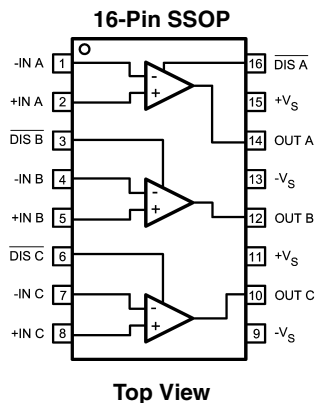 16-Pin SSOP
-IN A 1 - 16 DIS A
+IN A 2 + 15 +VS
DIS B 3 14 OUT A
-IN B 4 - 13 -VS
+IN B 5 + 12 OUT B
DIS C 6 11 +VS
-IN C 7 - 10 OUT C
+IN C 8 + 9 -VS
Top View